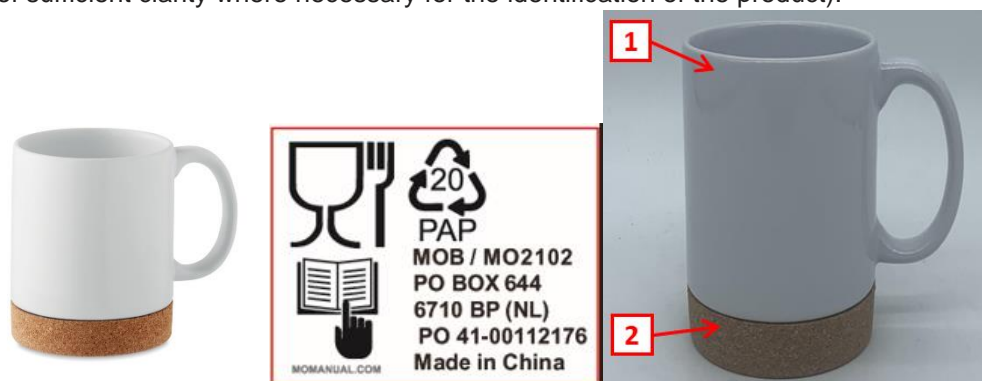 of sufficient clarity where necessary for the identification of the product).
20
PAP
MOB / MO2102
PO BOX 644
6710 BP (NL)
PO 41-00112176
Made in China
MOMANUAL.COM
1
2